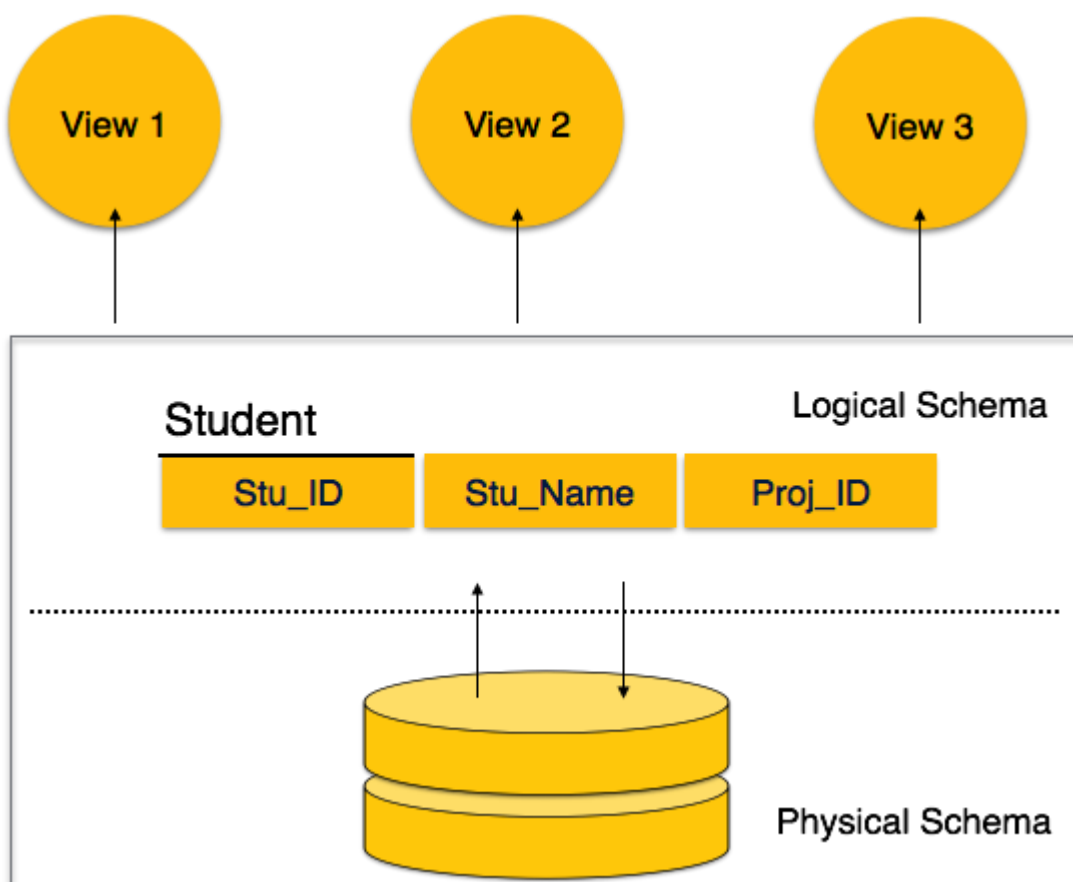 View 1
View 2
View 3
Logical Schema
Student
Stu_ID
Stu_Name
Proj_ID
Physical Schema